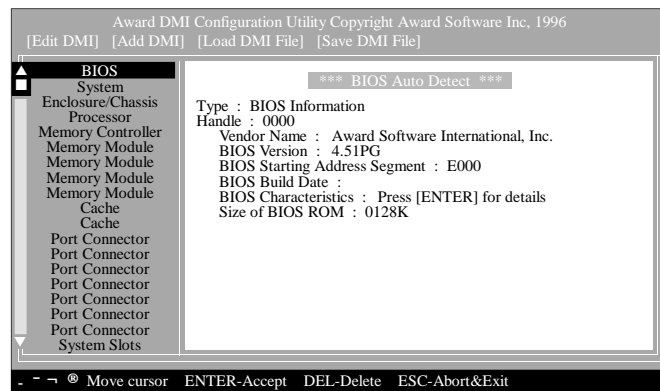 Award DMI Configuration Utility Copyright Award Software Inc, 1996
[Edit DMI] [Add DMI] [Load DMI File] [Save DMI File]
BIOS
System
Enclosure/Chassis
Processor
Memory Controller
Memory Module
Memory Module
Memory Module
Memory Module
Cache
Cache
Port Connector
Port Connector
Port Connector
Port Connector
Port Connector
Port Connector
Port Connector
System Slots
*** BIOS Auto Detect ***
Type : BIOS Information
Handle : 0000
Vendor Name : Award Software International, Inc.
BIOS Version : 4.51PG
BIOS Starting Address Segment : E000
BIOS Build Date :
BIOS Characteristics : Press [ENTER] for details
Size of BIOS ROM : 0128K
- - ¬ ® Move cursor ENTER-Accept DEL-Delete ESC-Abort&Exit